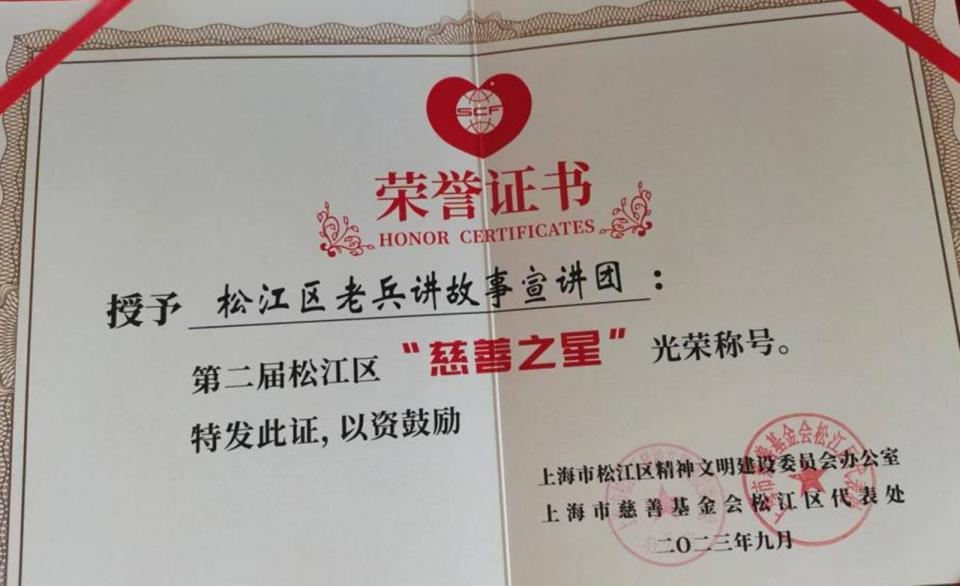 SCF
荣誉证书
HONOR CERTIFICATES
授予 松江区老兵讲故事宣讲团：
第二届松江区“慈善之星”光荣称号。
特发此证，以资鼓励
上海市松江区精神文明建设委员会办公室
上海市慈善基金会松江区代表处
二〇二三年九月